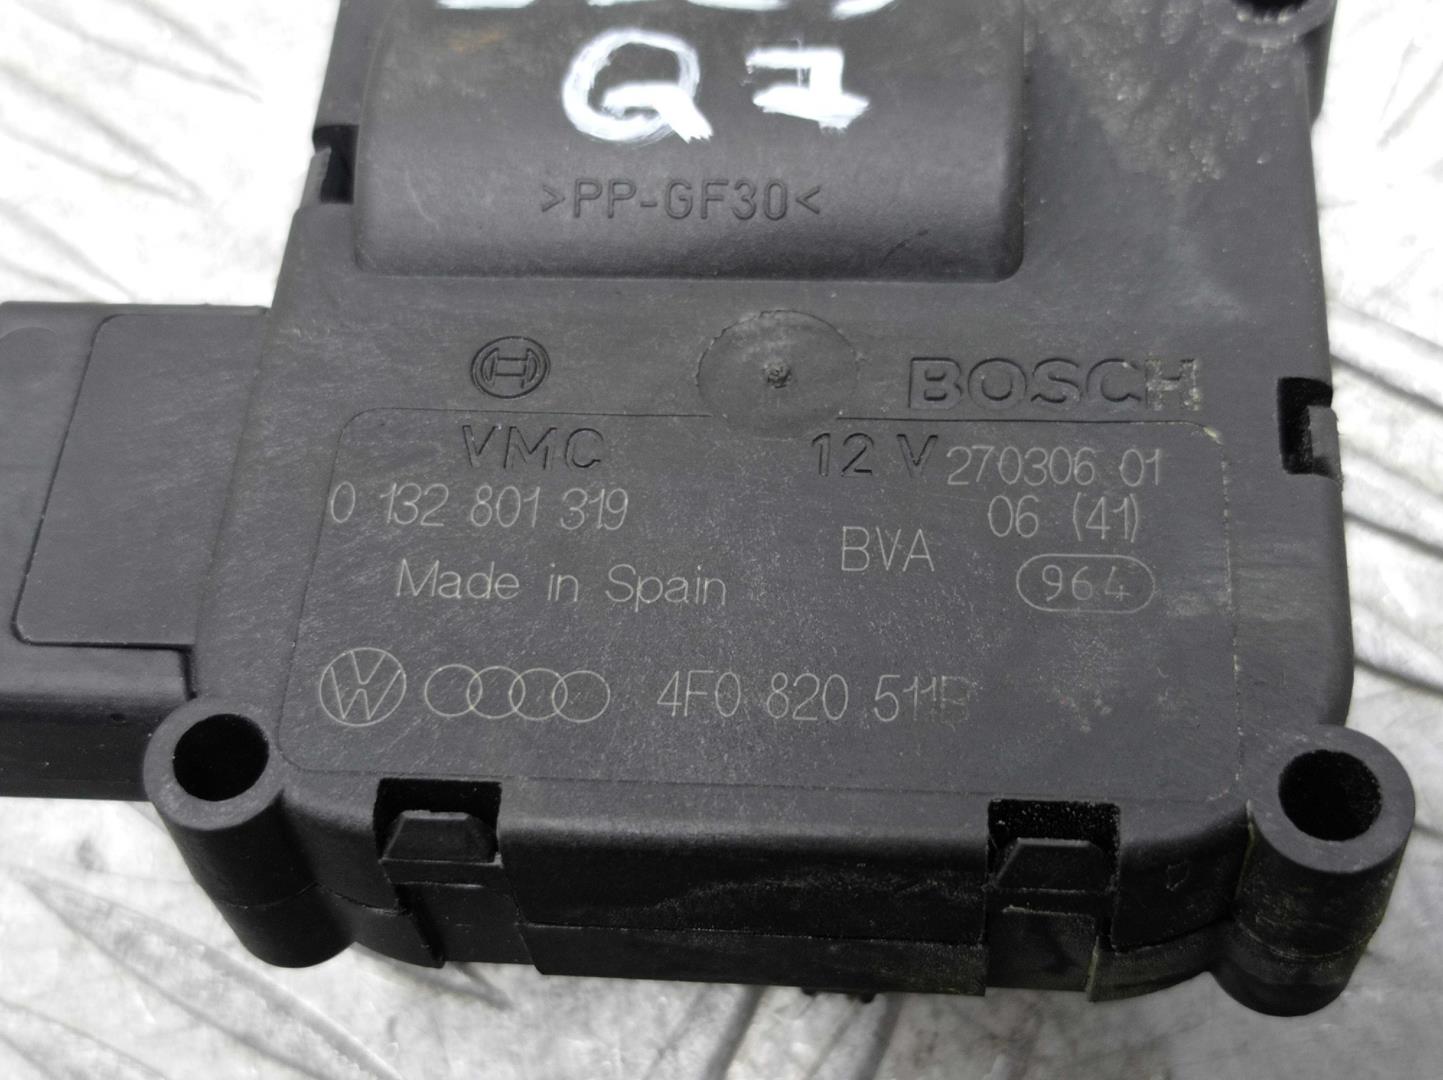 Q7
>PP-GF30<
BOSCH
VMC 12 V 270306 01
0 132 801 319 06 (41)
BVA
Made in Spain 964
VW 4F0 820 511B